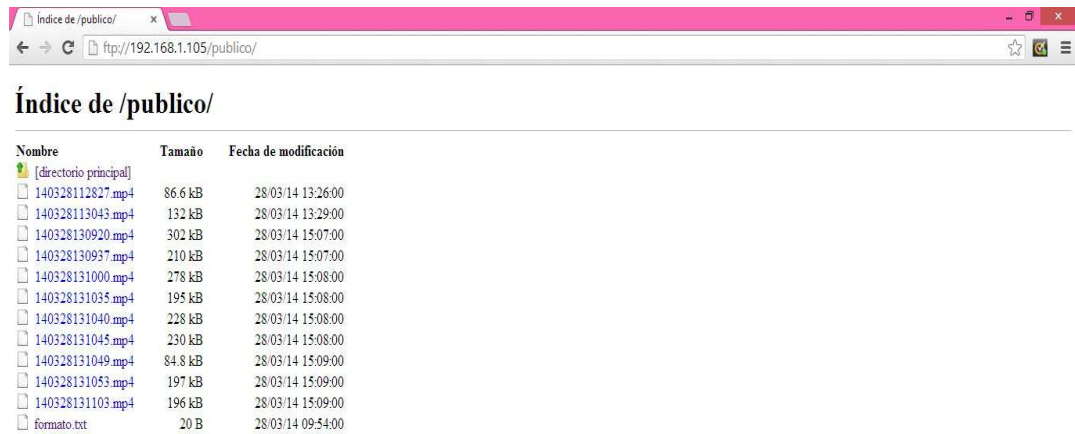 Índice de /publico/
ftp://192.168.1.105/publico/
Índice de /publico/
Nombre Tamaño Fecha de modificación
[directorio principal]
140328112827.mp4 86.6 kB 28/03/14 13:26:00
140328113043.mp4 132 kB 28/03/14 13:29:00
140328130920.mp4 302 kB 28/03/14 15:07:00
140328130937.mp4 210 kB 28/03/14 15:07:00
140328131000.mp4 278 kB 28/03/14 15:08:00
140328131035.mp4 195 kB 28/03/14 15:08:00
140328131040.mp4 228 kB 28/03/14 15:08:00
140328131045.mp4 230 kB 28/03/14 15:08:00
140328131049.mp4 84.8 kB 28/03/14 15:09:00
140328131053.mp4 197 kB 28/03/14 15:09:00
140328131103.mp4 196 kB 28/03/14 15:09:00
formato.txt 20 B 28/03/14 09:54:00